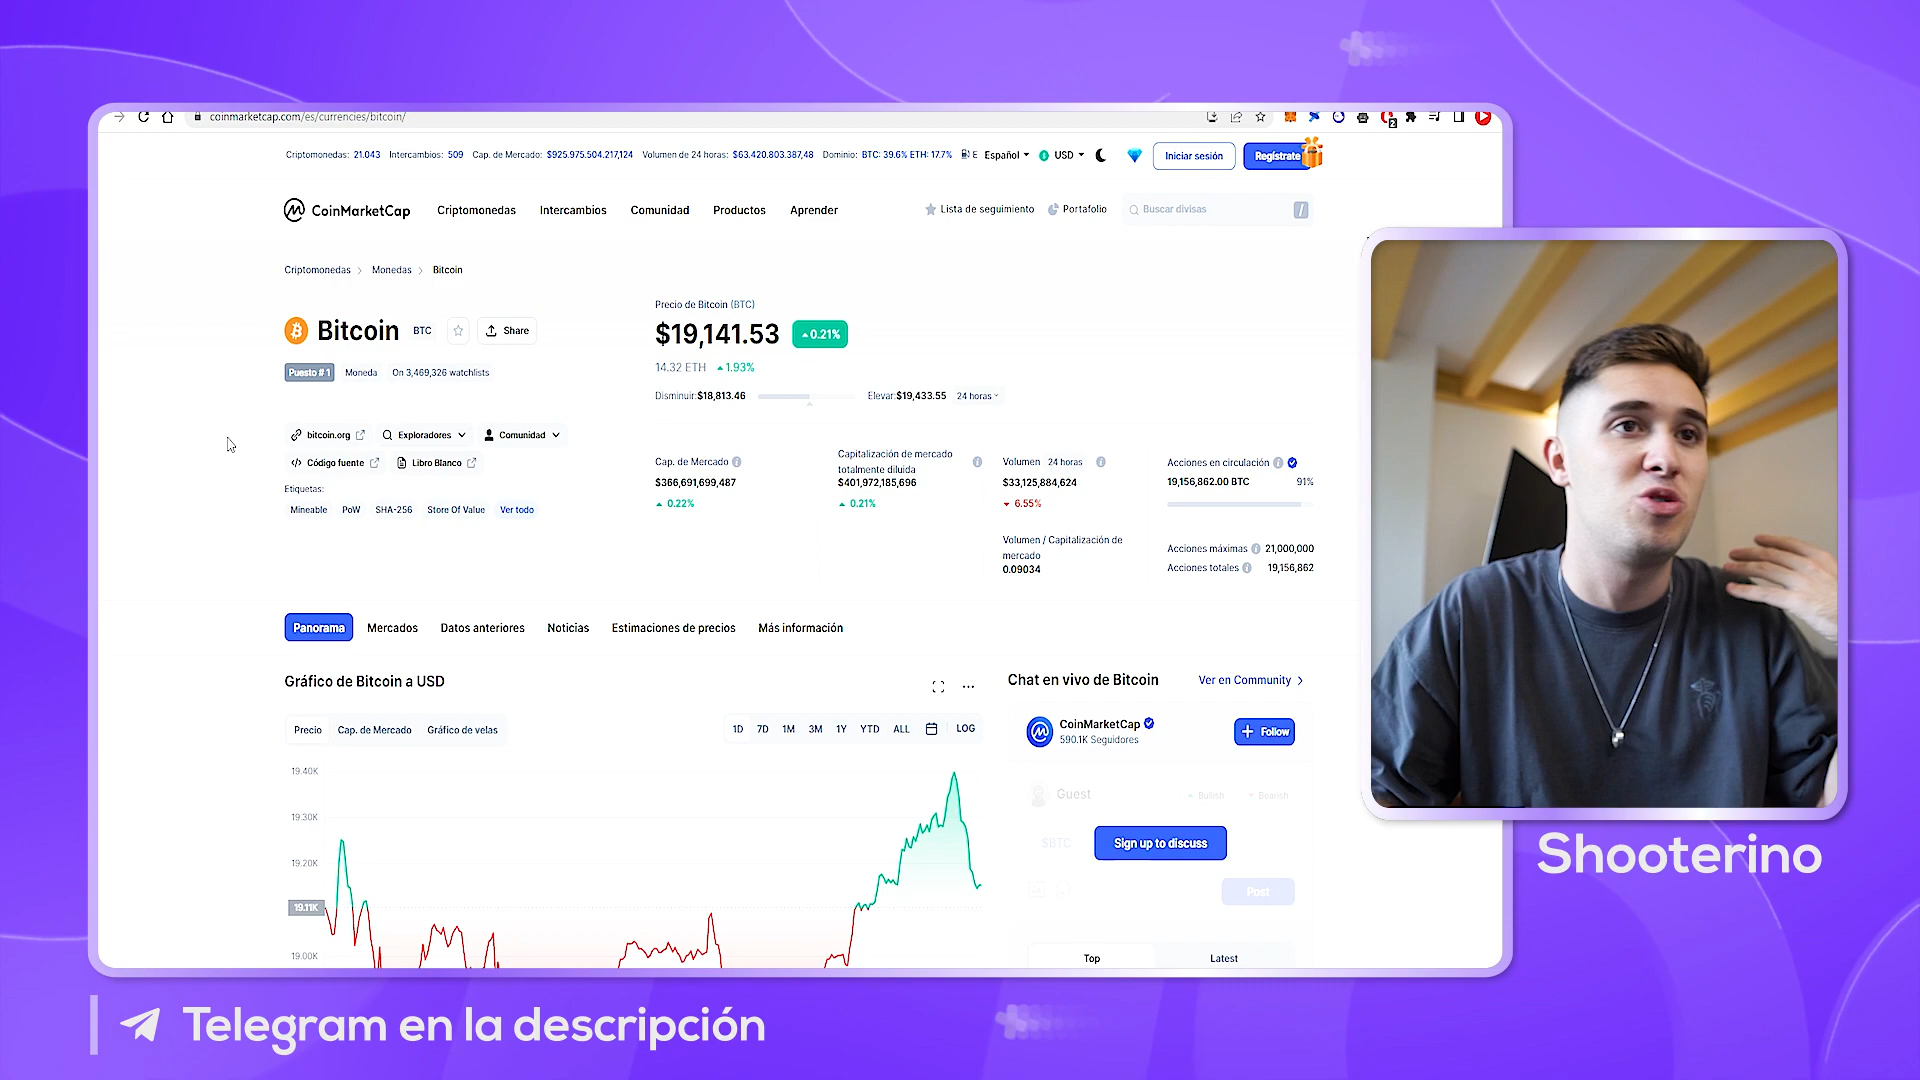 coinmarketcap.com/es/currencies/bitcoin/
2
Criptomonedas: 21.043 Intercambios: 509 Cap. de Mercado: $925.975.504.217,124 Volumen de 24 horas: $63.420.803.387,48 Dominio: BTC: 39.6% ETH: 17.7% E Español USD Iniciar sesión Regístrate
CoinMarketCap Criptomonedas Intercambios Comunidad Productos Aprender Lista de seguimiento Portafolio Buscar divisas /
Criptomonedas > Monedas > Bitcoin
Precio de Bitcoin (BTC)
Bitcoin BTC Share $19,141.53 0.21%
14.32 ETH 1.93%
Puesto # 1 Moneda On 3,469,326 watchlists
Disminuir:$18,813.46 Elevar:$19,433.55 24 horas
bitcoin.org Exploradores Comunidad
Código fuente Libro Blanco
Etiquetas:
Mineable PoW SHA-256 Store Of Value Ver todo
Cap. de Mercado
$366,691,699,487
0.22%
Capitalización de mercado
totalmente diluida
$401,972,185,696
0.21%
Volumen 24 horas
$33,125,884,624
6.55%
Volumen / Capitalización de
mercado
0.09034
Acciones en circulación
19,156,862.00 BTC 91%
Acciones máximas 21,000,000
Acciones totales 19,156,862
Panorama Mercados Datos anteriores Noticias Estimaciones de precios Más información
Gráfico de Bitcoin a USD
Precio Cap. de Mercado Gráfico de velas 1D 7D 1M 3M 1Y YTD ALL LOG
19.40K
19.30K
19.20K
19.11K
19.00K
Chat en vivo de Bitcoin Ver en Community >
CoinMarketCap
590.1K Seguidores
+ Follow
Guest Bullish Bearish
$BTC
Sign up to discuss
Post
Top Latest
Shooterino
Telegram en la descripción